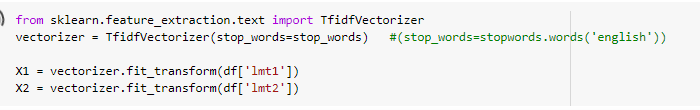 from sklearn.feature_extraction.text import TfidfVectorizer
vectorizer = TfidfVectorizer(stop_words=stop_words)   #(stop_words=stopwords.words('english'))
X1 = vectorizer.fit_transform(df['lmt1'])
X2 = vectorizer.fit_transform(df['lmt2'])